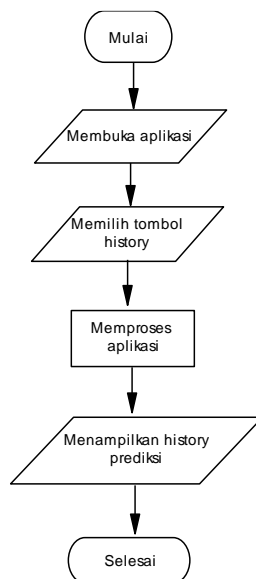 Mulai
Membuka aplikasi
Memilih tombol
history
Memproses
aplikasi
Menampilkan history
prediksi
Selesai